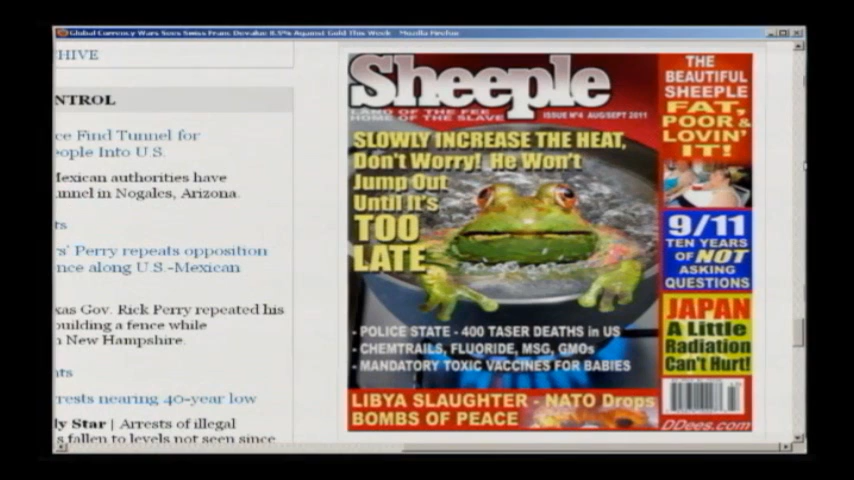 Global Currency Wars Sees Swiss Franc Devalue 8.5% Against Gold This Week - Mozilla Firefox
HIVE
NTROL
ce Find Tunnel for
eople Into U.S.
Mexican authorities have
unnel in Nogales, Arizona.
ts
rs' Perry repeats opposition
nce along U.S.-Mexican
xas Gov. Rick Perry repeated his
building a fence while
n New Hampshire.
nts
rrests nearing 40-year low
ly Star | Arrests of illegal
s fallen to levels not seen since
Sheeple
LAND OF THE FEE
HOME OF THE SLAVE
ISSUE Nº4 AUG/SEPT 2011
SLOWLY INCREASE THE HEAT,
Don't Worry! He Won't
Jump Out
Until It's
TOO
LATE
- POLICE STATE - 400 TASER DEATHS in US
- CHEMTRAILS, FLUORIDE, MSG, GMOs
- MANDATORY TOXIC VACCINES FOR BABIES
LIBYA SLAUGHTER - NATO Drops
BOMBS OF PEACE
THE
BEAUTIFUL
SHEEPLE
FAT,
POOR &
LOVIN'
IT!
9/11
TEN YEARS
OF NOT
ASKING
QUESTIONS
JAPAN
A Little
Radiation
Can't Hurt!
DDees.com